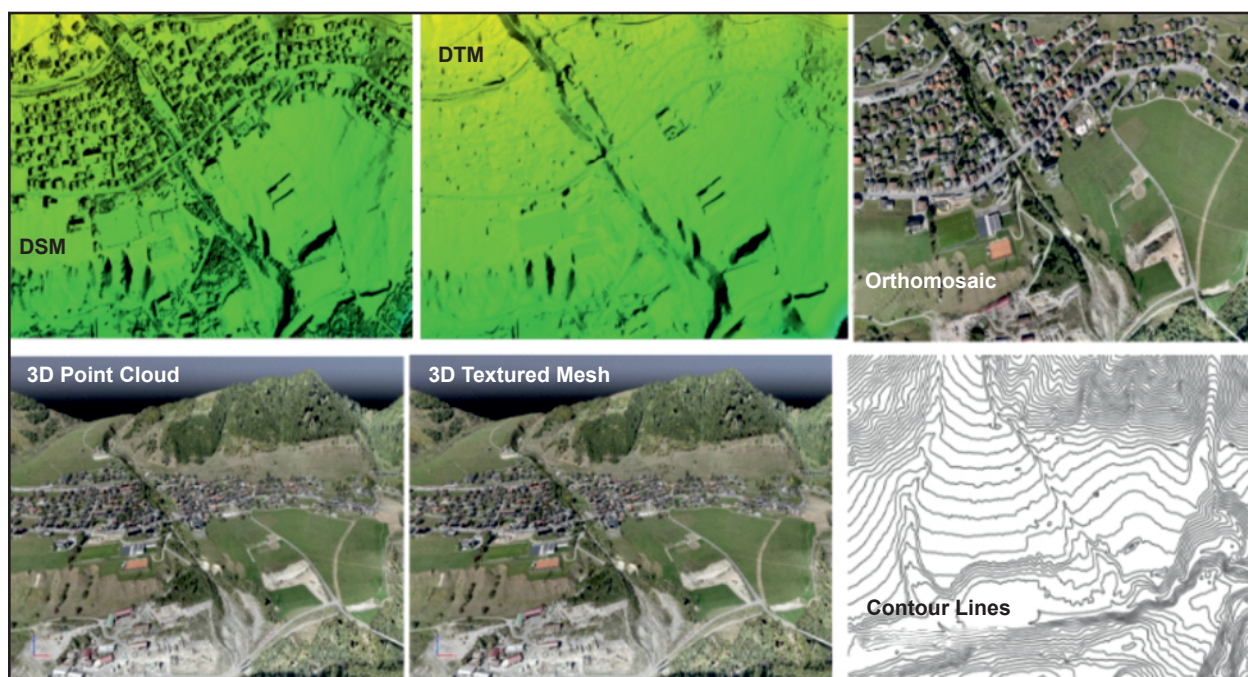 DSM
DTM
Orthomosaic
3D Point Cloud
3D Textured Mesh
Contour Lines